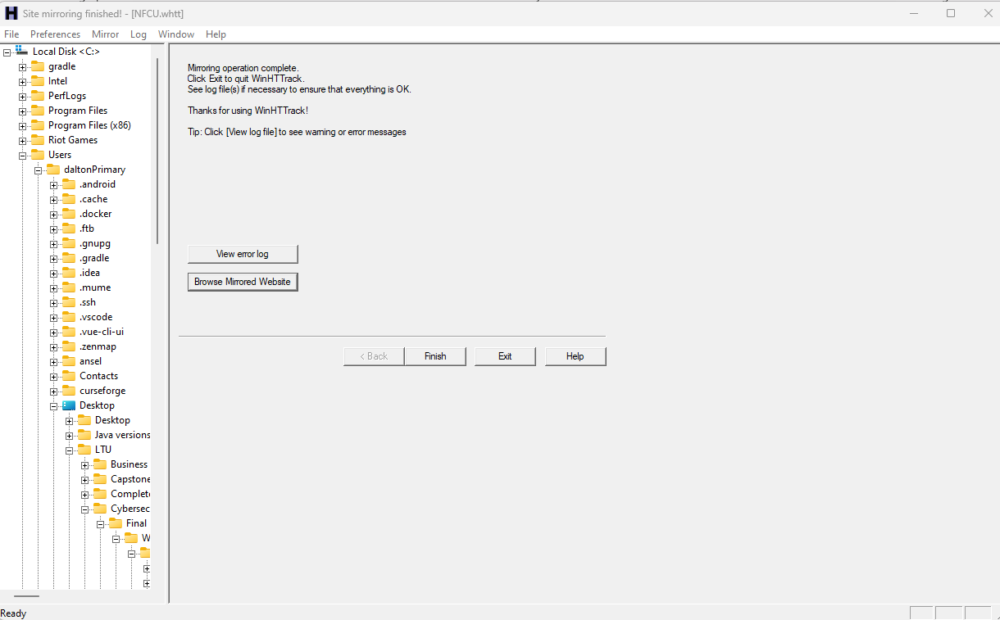 Site mirroring finished! - [NFCU.whtt]
File Preferences Mirror Log Window Help
Local Disk <C:>
gradle
Intel
PerfLogs
Program Files
Program Files (x86)
Riot Games
Users
daltonPrimary
.android
.cache
.docker
.ftb
.gnupg
.gradle
.idea
.mume
.ssh
.vscode
.vue-cli-ui
.zenmap
ansel
Contacts
curseforge
Desktop
Desktop
Java versions
LTU
Business
Capstone
Complete
Cybersec
Final
W
Mirroring operation complete.
Click Exit to quit WinHTTrack.
See log file(s) if necessary to ensure that everything is OK.
Thanks for using WinHTTrack!
Tip: Click [View log file] to see warning or error messages
View error log
Browse Mirrored Website
< Back Finish Exit Help
Ready